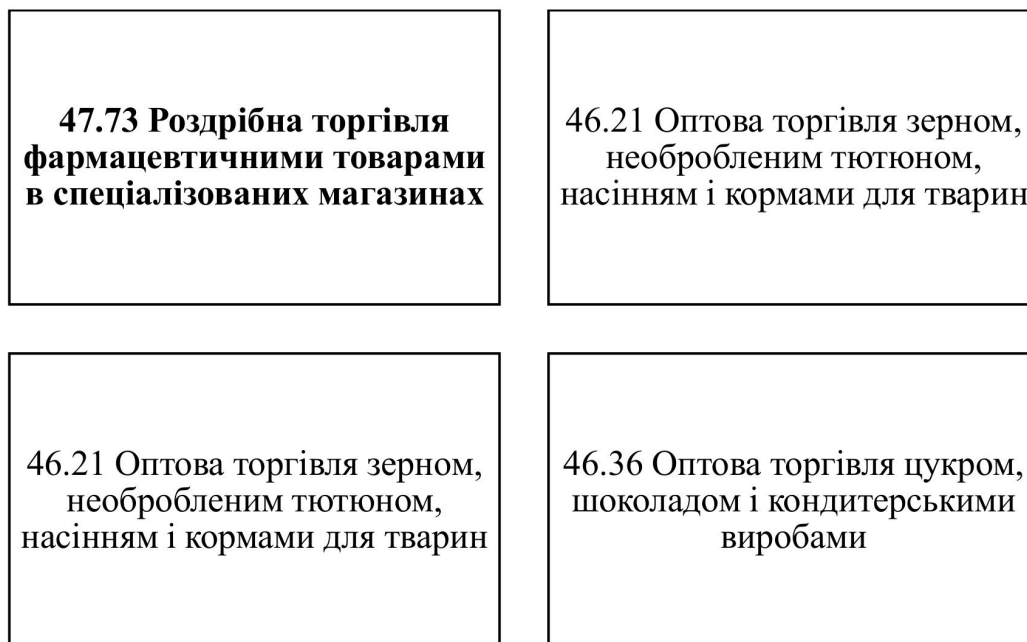 47.73 Роздрібна торгівля
фармацевтичними товарами
в спеціалізованих магазинах
46.21 Оптова торгівля зерном,
необробленим тютюном,
насінням і кормами для тварин
46.21 Оптова торгівля зерном,
необробленим тютюном,
насінням і кормами для тварин
46.36 Оптова торгівля цукром,
шоколадом і кондитерськими
виробами